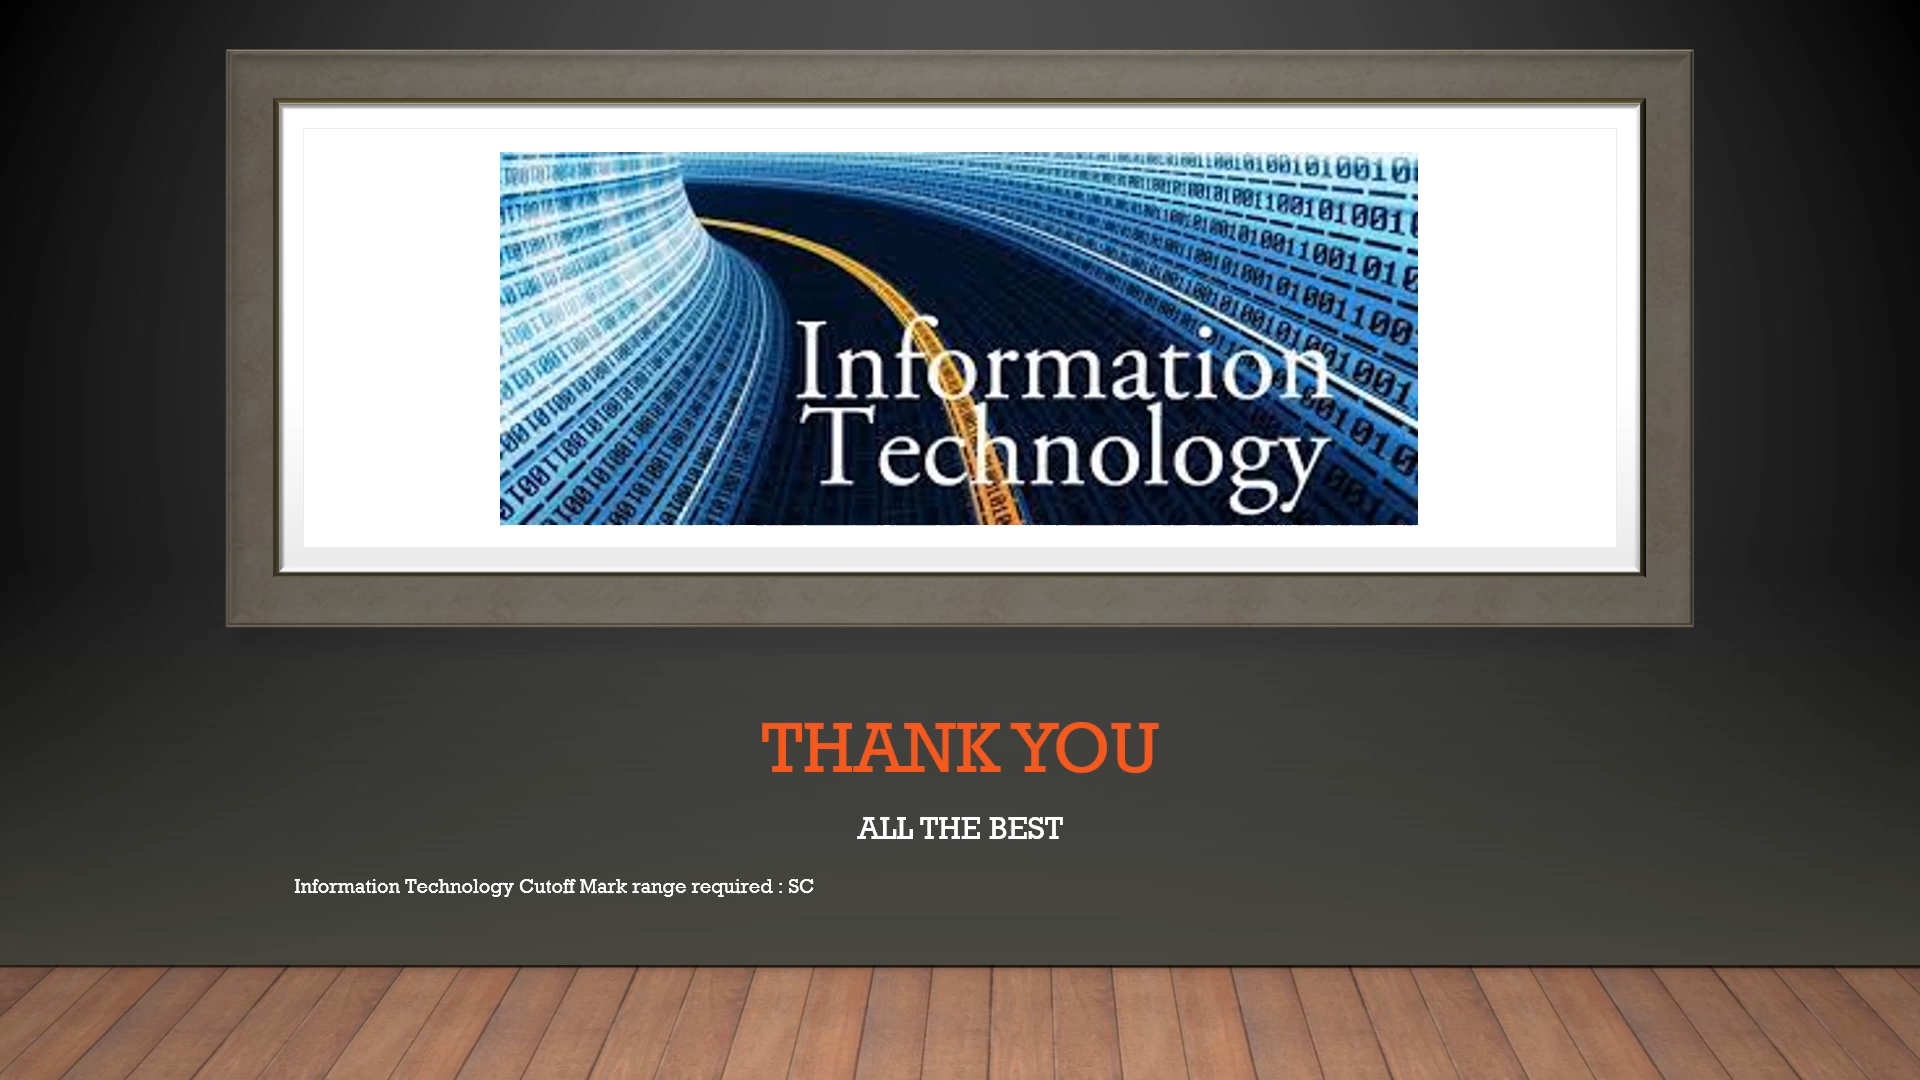 Information
Technology
THANK YOU
ALL THE BEST
Information Technology Cutoff Mark range required : SC